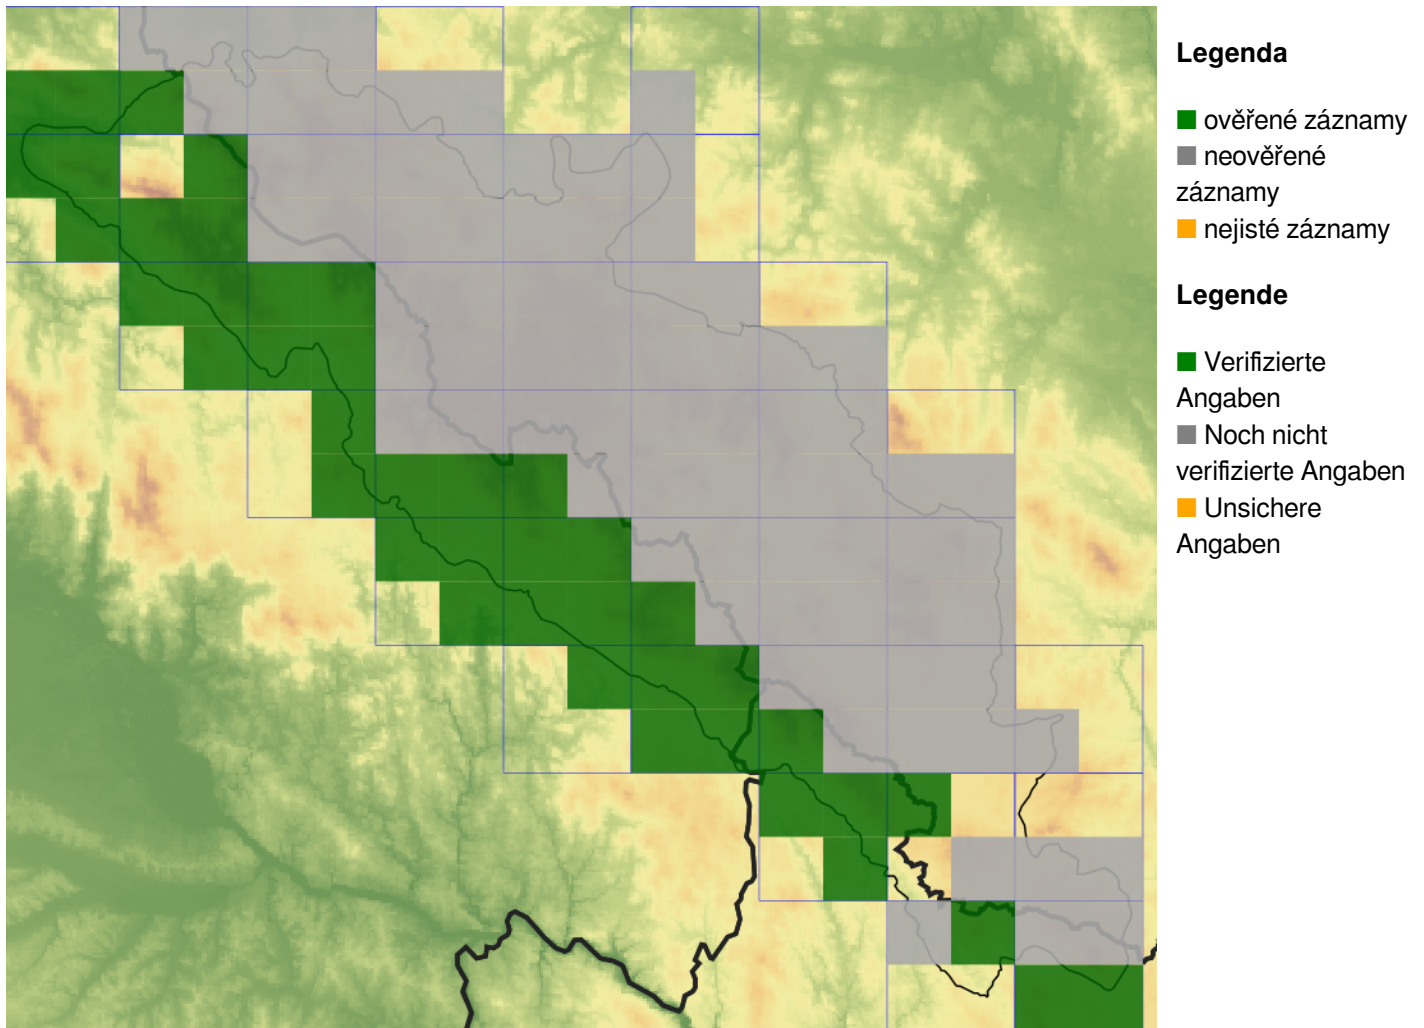 Legenda
ověřené záznamy
neověřené
záznamy
nejisté záznamy
Legende
Verifizierte
Angaben
Noch nicht
verifizierte Angaben
Unsichere
Angaben